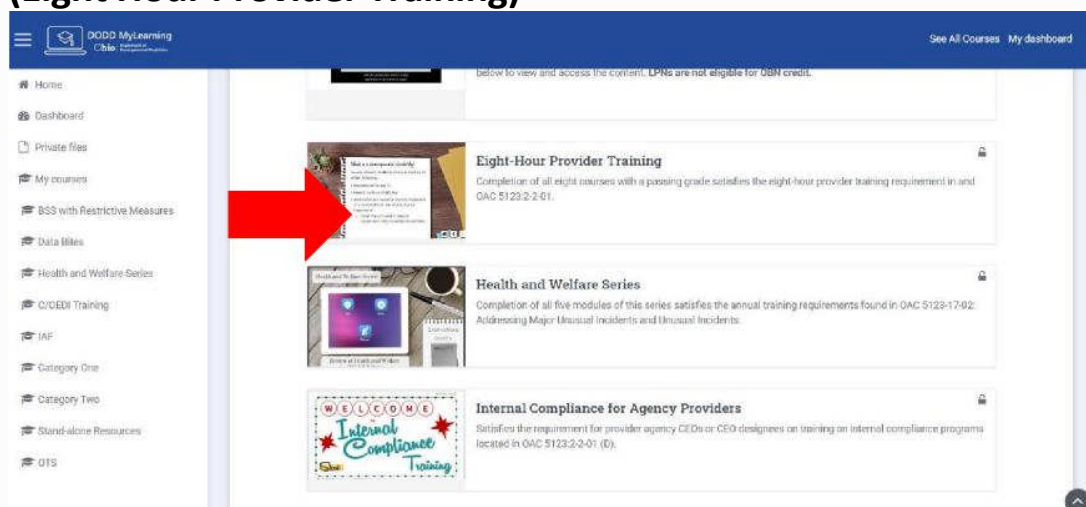 (Eight Hour Provider Training)
DODD MyLearning
Ohio
See All Courses My dashboard
Home
Dashboard
Private files
My courses
BSS with Restrictive Measures
Data Bites
Health and Welfare Series
C/CEDI Training
IAF
Category One
Category Two
Stand-alone Resources
OTS
below to view and access the content. LPNs are not eligible for OBN credit.
Eight-Hour Provider Training
Completion of all eight courses with a passing grade satisfies the eight-hour provider training requirement in and
OAC 5123:2-2-01.
Health and Welfare Series
Health and Welfare Series
Completion of all five modules of this series satisfies the annual training requirements found in OAC 5123-17-02:
Addressing Major Unusual Incidents and Unusual Incidents.
WELCOME
Internal
Compliance
Training
Internal Compliance for Agency Providers
Satisfies the requirement for provider agency CEOs or CEO designees on training on internal compliance programs
located in OAC 5123:2-2-01 (D).